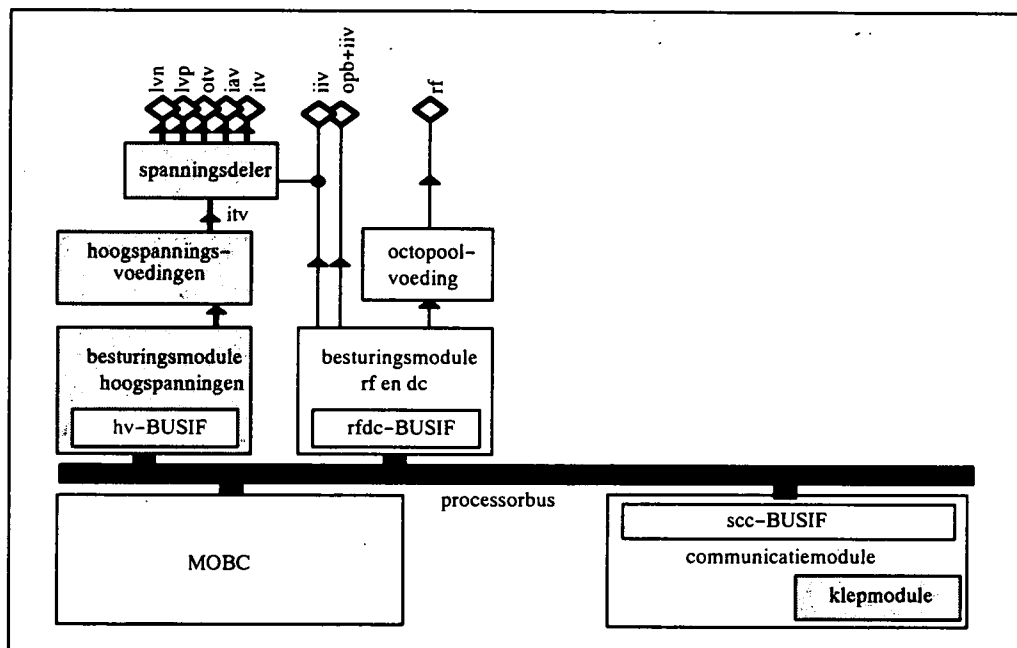 lvn
lvp
otv
iav
itv
iiv
opb+iiv
rf
spanningsdeler
itv
hoogspannings-
voedingen
octopool-
voeding
besturingsmodule
hoogspanningen
hv-BUSIF
besturingsmodule
rf en dc
rfdc-BUSIF
processorbus
MOBC
scc-BUSIF
communicatiemodule
klepmodule